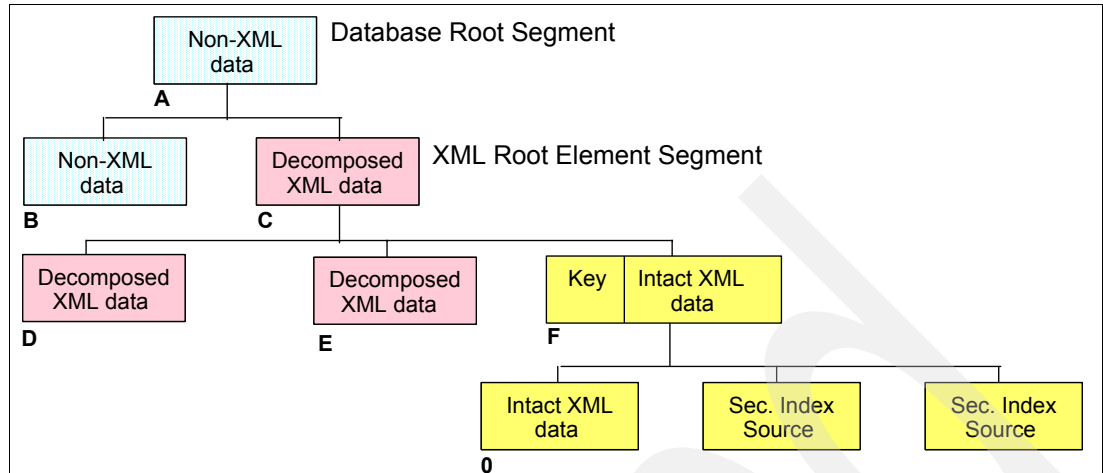 Non-XML
data
Database Root Segment
A
Non-XML
data
Decomposed
XML data
XML Root Element Segment
B
C
Decomposed
XML data
Decomposed
XML data
Key
Intact XML
data
D
E
F
Intact XML
data
Sec. Index
Source
Sec. Index
Source
0